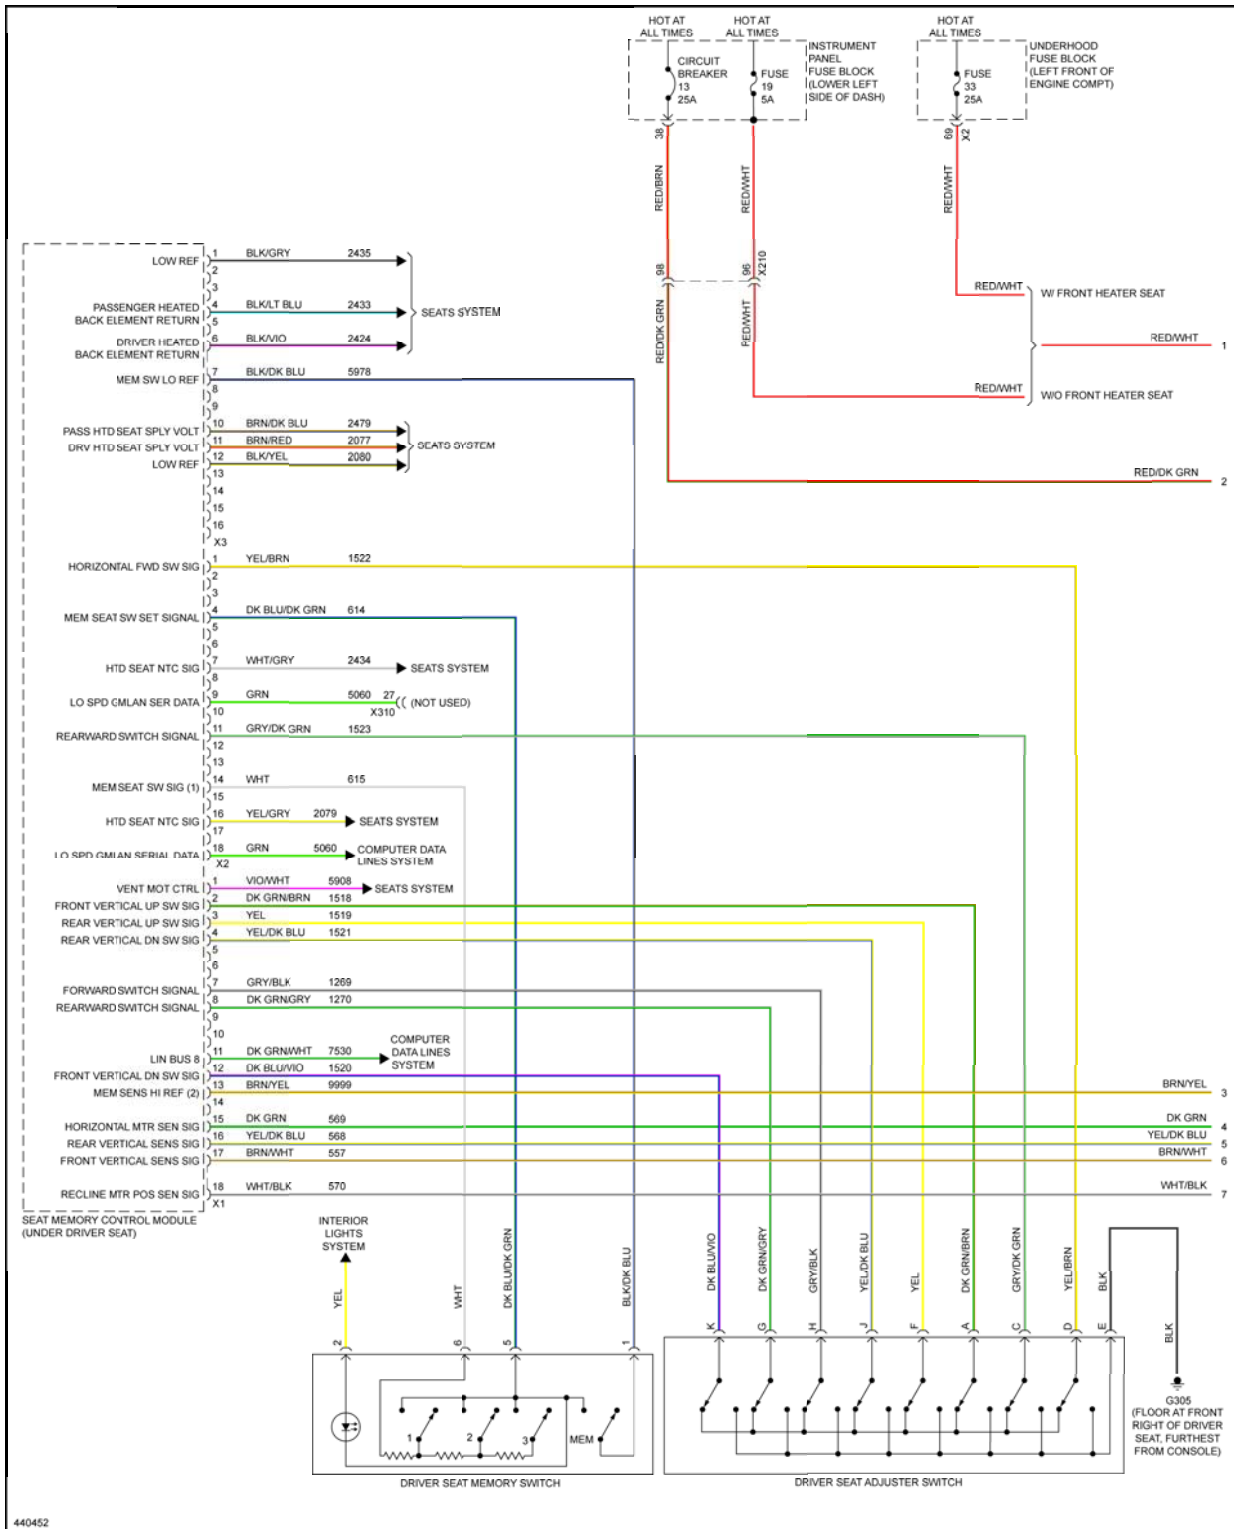 HOT AT
ALL TIMES
HOT AT
ALL TIMES
HOT AT
ALL TIMES
CIRCUIT
BREAKER
13
25A
FUSE
19
5A
INSTRUMENT
PANEL
FUSE BLOCK
(LOWER LEFT
SIDE OF DASH)
FUSE
33
25A
UNDERHOOD
FUSE BLOCK
(LEFT FRONT OF
ENGINE COMPT)
38
69
X2
RED/BRN
RED/WHT
RED/WHT
98
96
X210
RED/DK GRN
RED/WHT
RED/WHT
W/ FRONT HEATER SEAT
RED/WHT
1
RED/WHT
W/O FRONT HEATER SEAT
RED/DK GRN
2
LOW REF
1
BLK/GRY
2435
2
3
PASSENGER HEATED
BACK ELEMENT RETURN
4
BLK/LT BLU
2433
SEATS SYSTEM
5
DRIVER HEATED
BACK ELEMENT RETURN
6
BLK/VIO
2424
MEM SW LO REF
7
BLK/DK BLU
5978
8
9
PASS HTD SEAT SPLY VOLT
10
BRN/DK BLU
2479
DRV HTD SEAT SPLY VOLT
11
BRN/RED
2077
SEATS SYSTEM
LOW REF
12
BLK/YEL
2080
13
14
15
16
X3
HORIZONTAL FWD SW SIG
1
YEL/BRN
1522
2
3
MEM SEAT SW SET SIGNAL
4
DK BLU/DK GRN
614
5
6
HTD SEAT NTC SIG
7
WHT/GRY
2434
SEATS SYSTEM
8
LO SPD GMLAN SER DATA
9
GRN
5060
27
(NOT USED)
X310
10
REARWARD SWITCH SIGNAL
11
GRY/DK GRN
1523
12
13
MEM SEAT SW SIG (1)
14
WHT
615
15
HTD SEAT NTC SIG
16
YEL/GRY
2079
SEATS SYSTEM
17
LO SPD GMLAN SERIAL DATA
18
GRN
5060
COMPUTER DATA
LINES SYSTEM
X2
VENT MOT CTRL
1
VIO/WHT
5908
SEATS SYSTEM
FRONT VERTICAL UP SW SIG
2
DK GRN/BRN
1518
REAR VERTICAL UP SW SIG
3
YEL
1519
REAR VERTICAL DN SW SIG
4
YEL/DK BLU
1521
5
6
FORWARD SWITCH SIGNAL
7
GRY/BLK
1269
REARWARD SWITCH SIGNAL
8
DK GRN/GRY
1270
9
10
LIN BUS 8
11
DK GRN/WHT
7530
COMPUTER
DATA LINES
SYSTEM
FRONT VERTICAL DN SW SIG
12
DK BLU/VIO
1520
MEM SENS HI REF (2)
13
BRN/YEL
9999
BRN/YEL
3
14
HORIZONTAL MTR SEN SIG
15
DK GRN
569
DK GRN
4
REAR VERTICAL SENS SIG
16
YEL/DK BLU
568
YEL/DK BLU
5
FRONT VERTICAL SENS SIG
17
BRN/WHT
557
BRN/WHT
6
RECLINE MTR POS SEN SIG
18
WHT/BLK
570
WHT/BLK
7
X1
SEAT MEMORY CONTROL MODULE
(UNDER DRIVER SEAT)
INTERIOR
LIGHTS
SYSTEM
YEL
WHT
DK BLU/DK GRN
BLK/DK BLU
DK BLU/VIO
DK GRN/GRY
GRY/BLK
YEL/DK BLU
YEL
DK GRN/BRN
GRY/DK GRN
YEL/BRN
BLK
BLK
2
6
5
1
K
G
H
J
F
A
C
D
E
1
2
3
MEM
G305
(FLOOR AT FRONT
RIGHT OF DRIVER
SEAT, FURTHEST
FROM CONSOLE)
DRIVER SEAT MEMORY SWITCH
DRIVER SEAT ADJUSTER SWITCH
440452